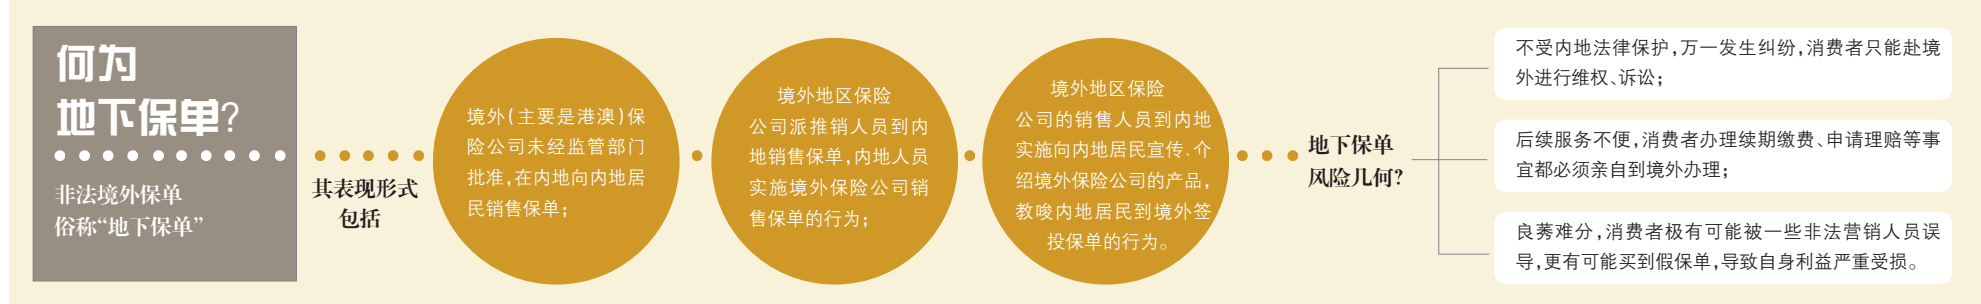 何为
地下保单?
非法境外保单
俗称“地下保单”
其表现形式
包括
境外(主要是港澳)保
险公司未经监管部门
批准,在内地向内地居
民销售保单;
境外地区保险
公司派推销人员到内
地销售保单,内地人员
实施境外保险公司销
售保单的行为;
境外地区保险
公司的销售人员到内地
实施向内地居民宣传、介
绍境外保险公司的产品,
教唆内地居民到境外签
投保单的行为。
地下保单
风险几何?
不受内地法律保护,万一发生纠纷,消费者只能赴境
外进行维权、诉讼;
后续服务不便,消费者办理续期缴费、申请理赔等事
宜都必须亲自到境外办理;
良莠难分,消费者极有可能被一些非法营销人员误
导,更有可能买到假保单,导致自身利益严重受损。